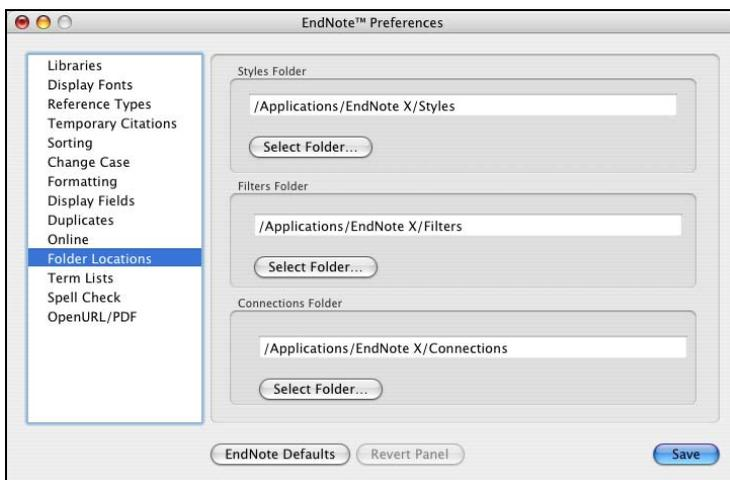 EndNote™ Preferences
Libraries
Display Fonts
Reference Types
Temporary Citations
Sorting
Change Case
Formatting
Display Fields
Duplicates
Online
Folder Locations
Term Lists
Spell Check
OpenURL/PDF
Styles Folder
/Applications/EndNote X/Styles
Select Folder...
Filters Folder
/Applications/EndNote X/Filters
Select Folder...
Connections Folder
/Applications/EndNote X/Connections
Select Folder...
EndNote Defaults
Revert Panel
Save